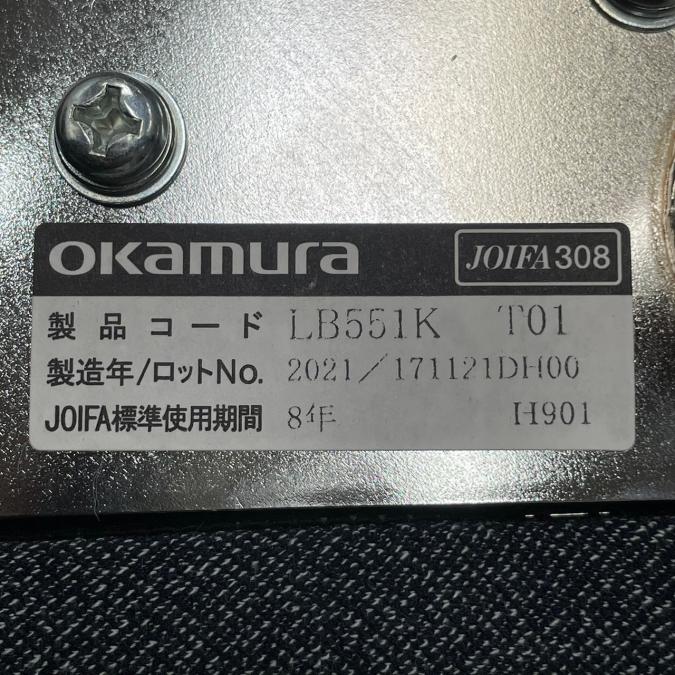 okamura JOIFA308
製品コード LB551K T01
製造年/ロットNo. 2021/171121DH00
JOIFA標準使用期間 8年 H901